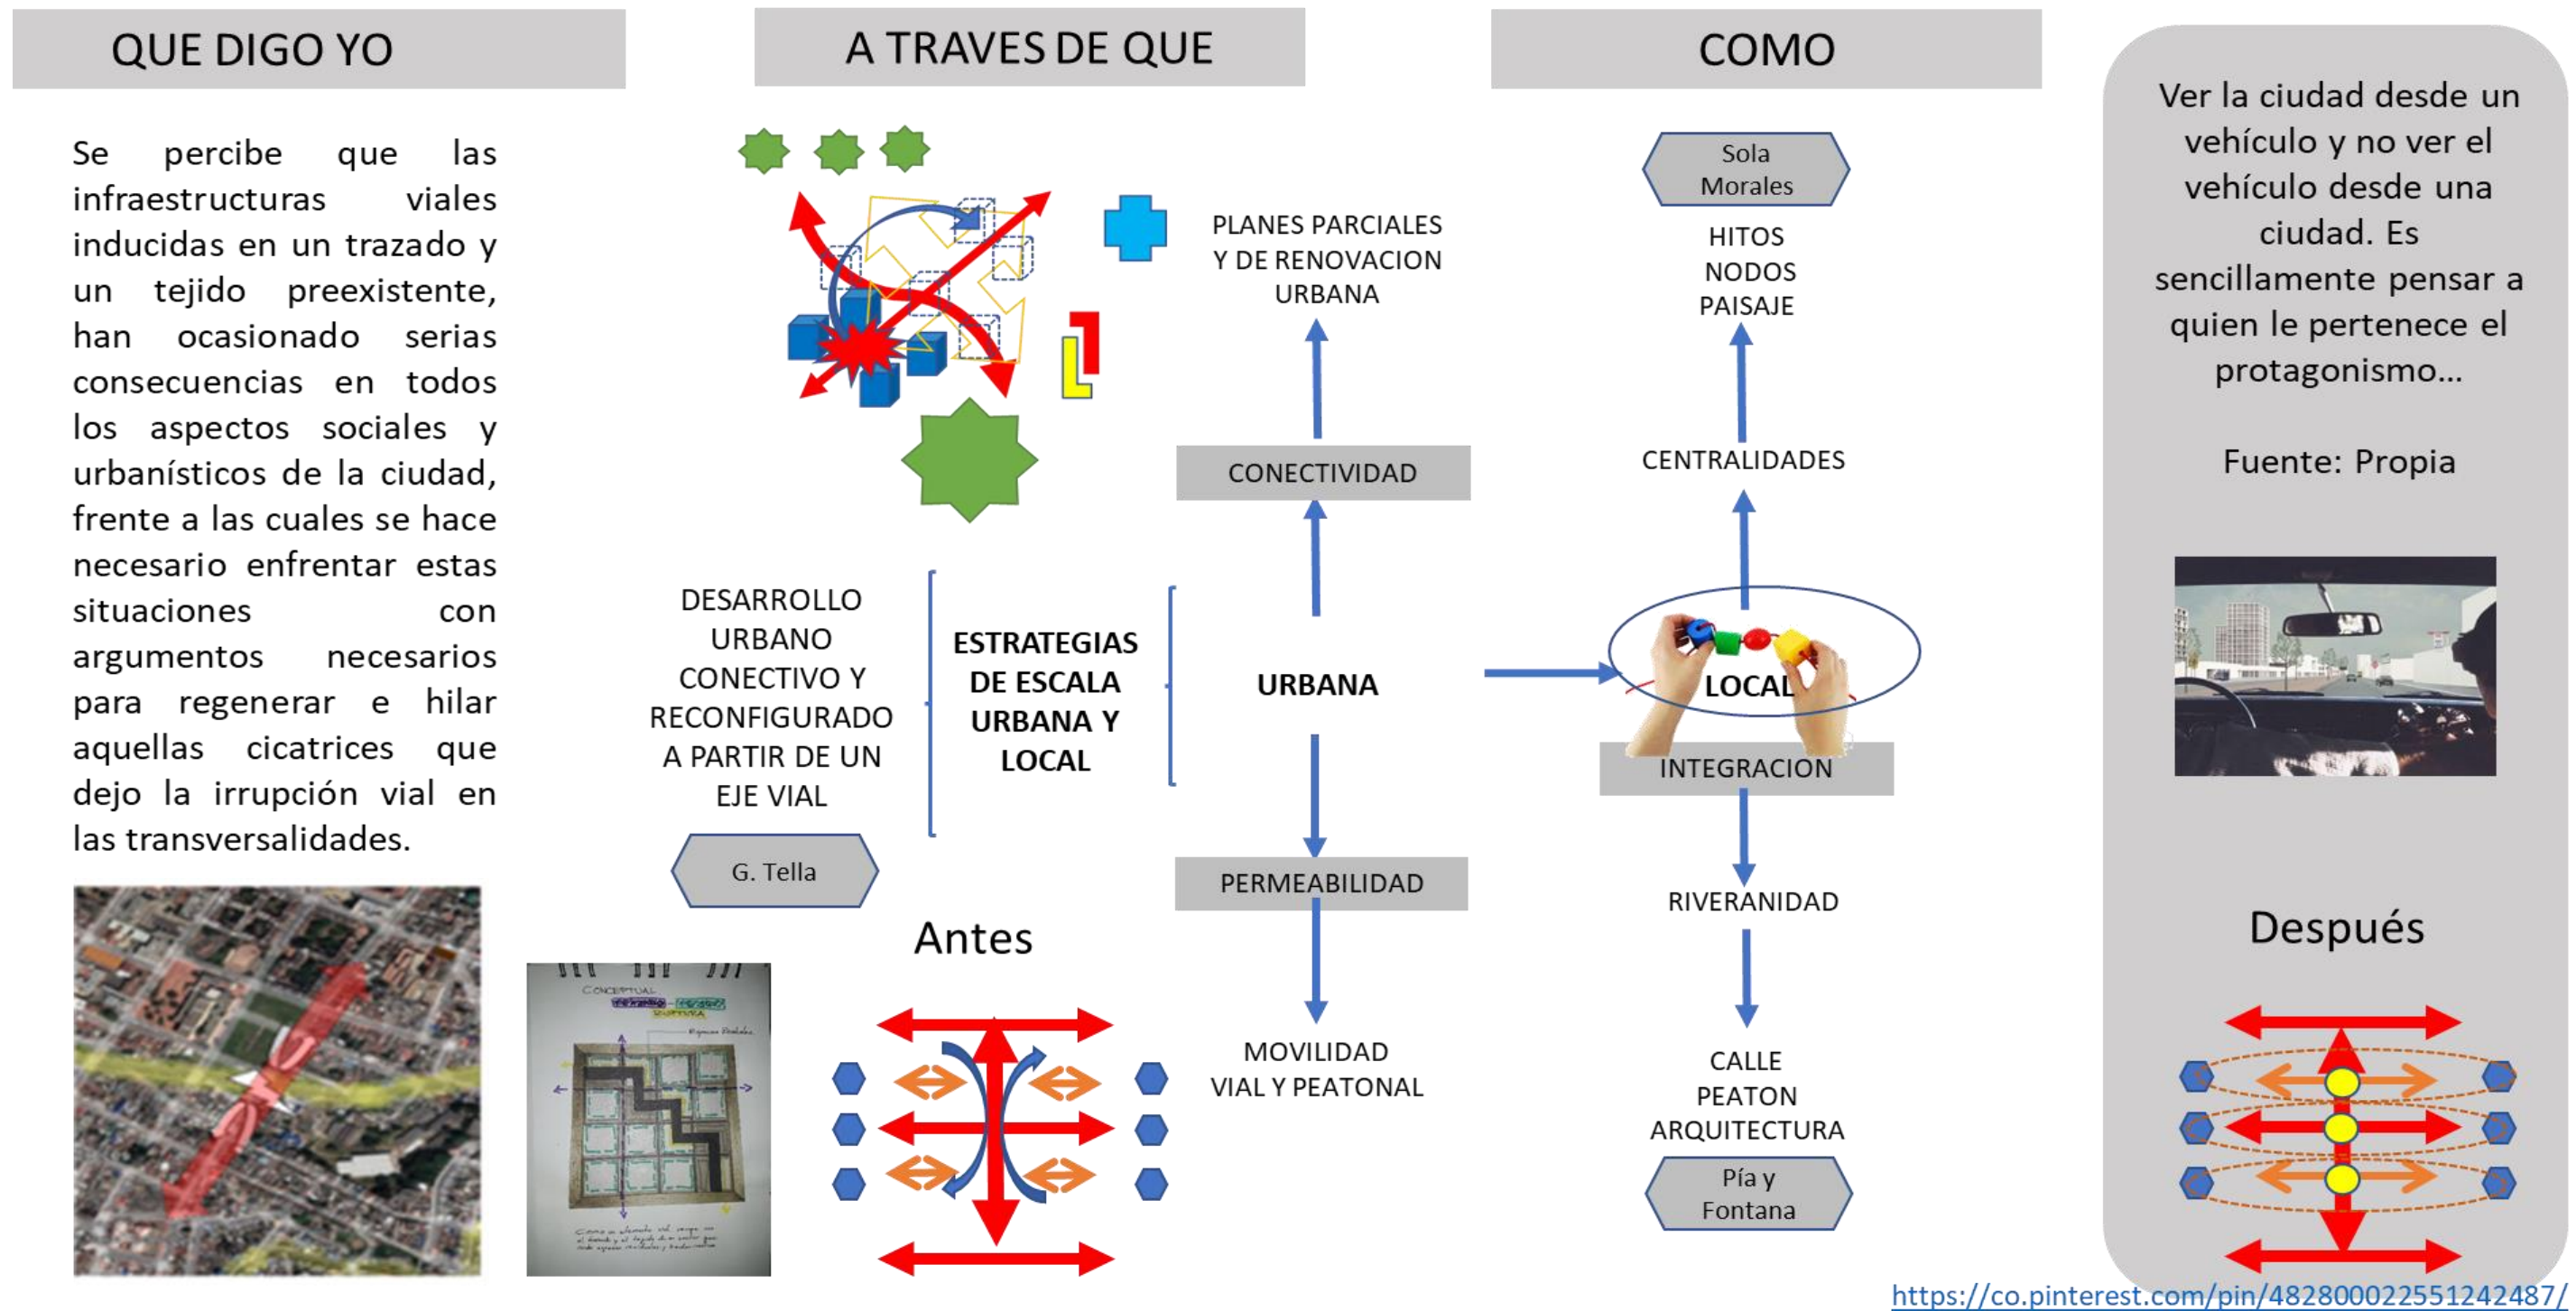 QUE DIGO YO
Se percibe que las
infraestructuras viales
inducidas en un trazado y
un tejido preexistente,
han ocasionado serias
consecuencias en todos
los aspectos sociales y
urbanísticos de la ciudad,
frente a las cuales se hace
necesario enfrentar estas
situaciones con
argumentos necesarios
para regenerar e hilar
aquellas cicatrices que
dejo la irrupción vial en
las transversalidades.
A TRAVES DE QUE
PLANES PARCIALES
Y DE RENOVACION
URBANA
CONECTIVIDAD
DESARROLLO
URBANO
CONECTIVO Y
RECONFIGURADO
A PARTIR DE UN
EJE VIAL
G. Tella
ESTRATEGIAS
DE ESCALA
URBANA Y
LOCAL
URBANA
PERMEABILIDAD
MOVILIDAD
VIAL Y PEATONAL
CONCEPTUAL
RUPTURA
Antes
COMO
Sola
Morales
HITOS
NODOS
PAISAJE
CENTRALIDADES
LOCAL
INTEGRACION
RIVERANIDAD
CALLE
PEATON
ARQUITECTURA
Pía y
Fontana
Ver la ciudad desde un
vehículo y no ver el
vehículo desde una
ciudad. Es
sencillamente pensar a
quien le pertenece el
protagonismo...
Fuente: Propia
Después
https://co.pinterest.com/pin/482800022551242487/